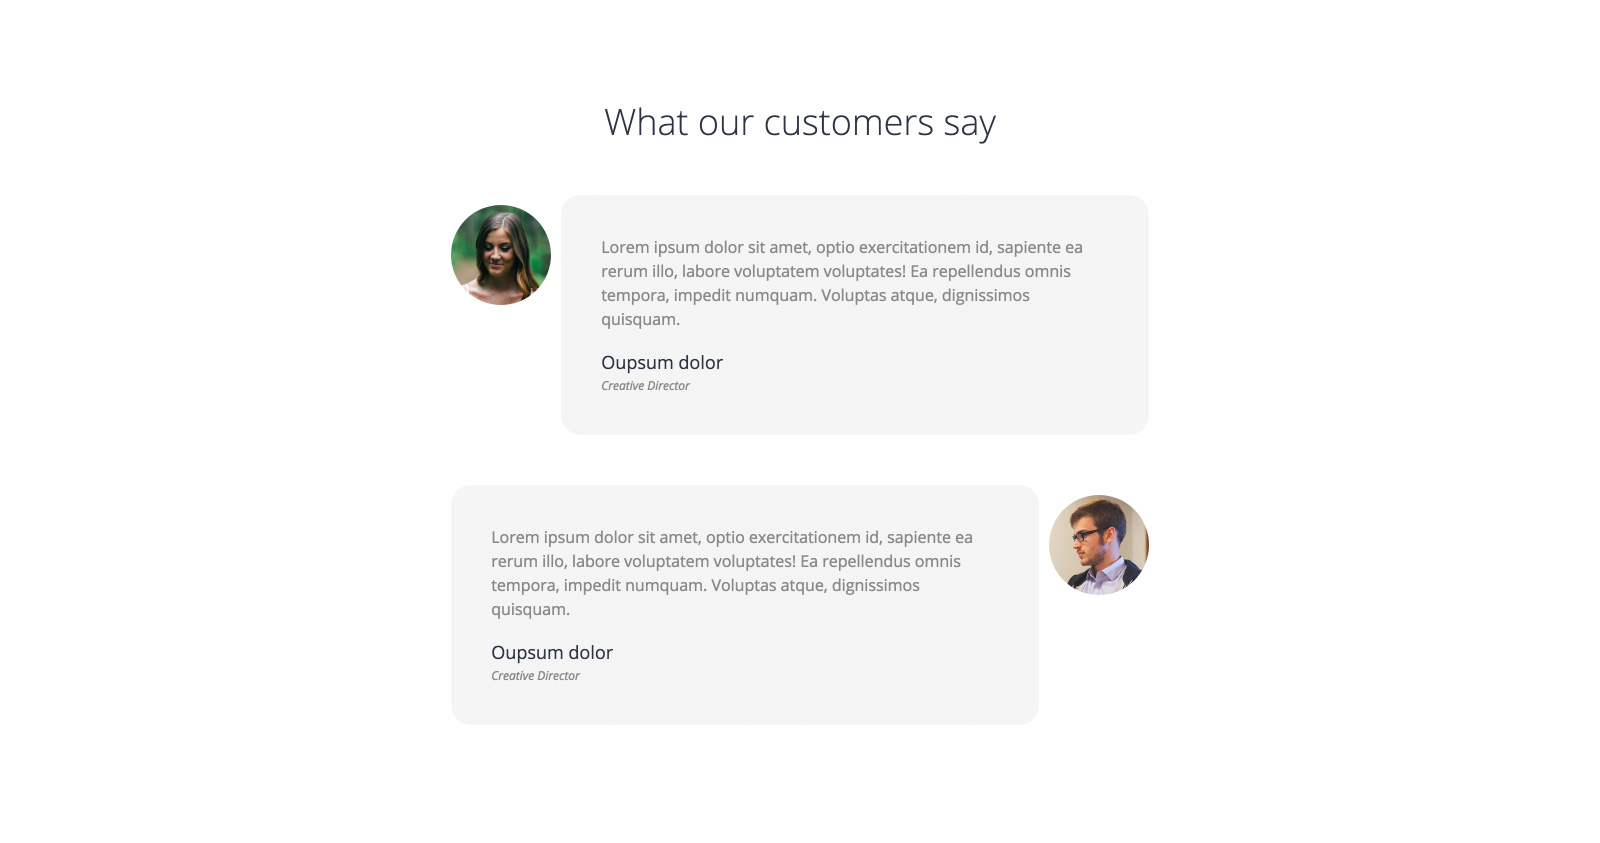 What our customers say
Lorem ipsum dolor sit amet, optio exercitationem id, sapiente ea
rerum illo, labore voluptatem voluptates! Ea repellendus omnis
tempora, impedit numquam. Voluptas atque, dignissimos
quisquam.
Oupsum dolor
Creative Director
Lorem ipsum dolor sit amet, optio exercitationem id, sapiente ea
rerum illo, labore voluptatem voluptates! Ea repellendus omnis
tempora, impedit numquam. Voluptas atque, dignissimos
quisquam.
Oupsum dolor
Creative Director